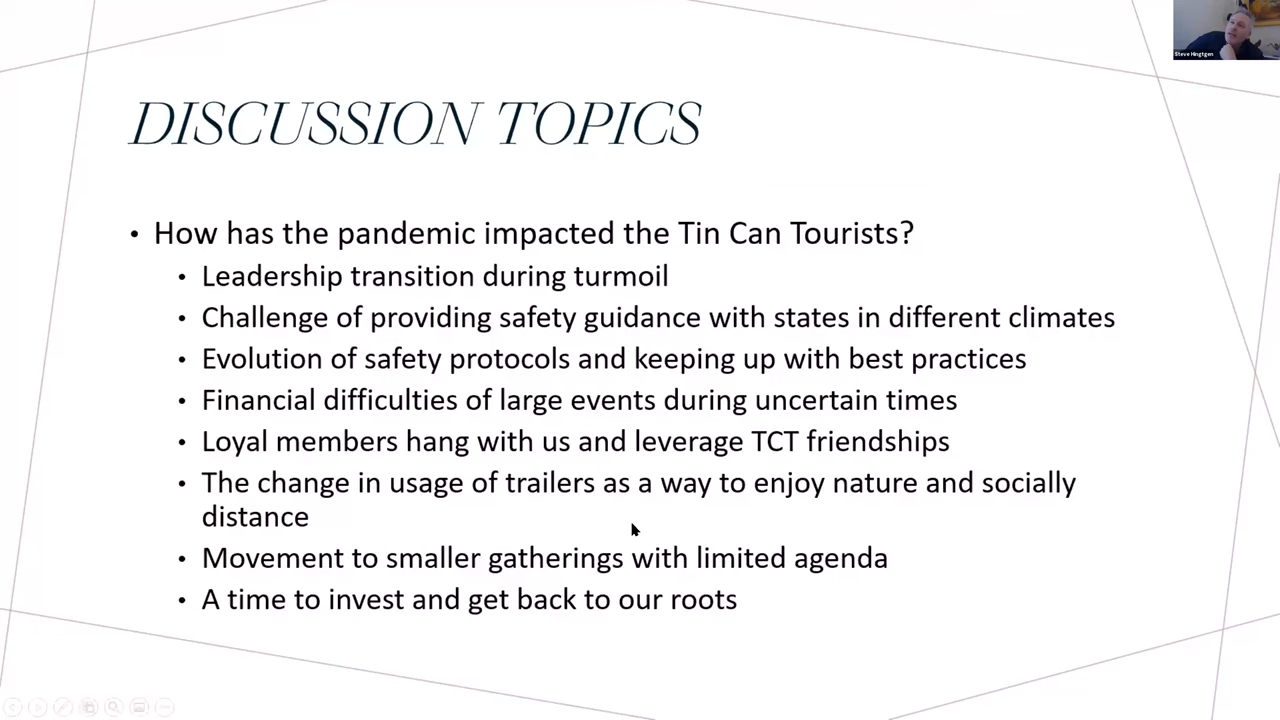 Steve Hingtgen
DISCUSSION TOPICS
• How has the pandemic impacted the Tin Can Tourists?
• Leadership transition during turmoil
• Challenge of providing safety guidance with states in different climates
• Evolution of safety protocols and keeping up with best practices
• Financial difficulties of large events during uncertain times
• Loyal members hang with us and leverage TCT friendships
• The change in usage of trailers as a way to enjoy nature and socially
distance
• Movement to smaller gatherings with limited agenda
• A time to invest and get back to our roots